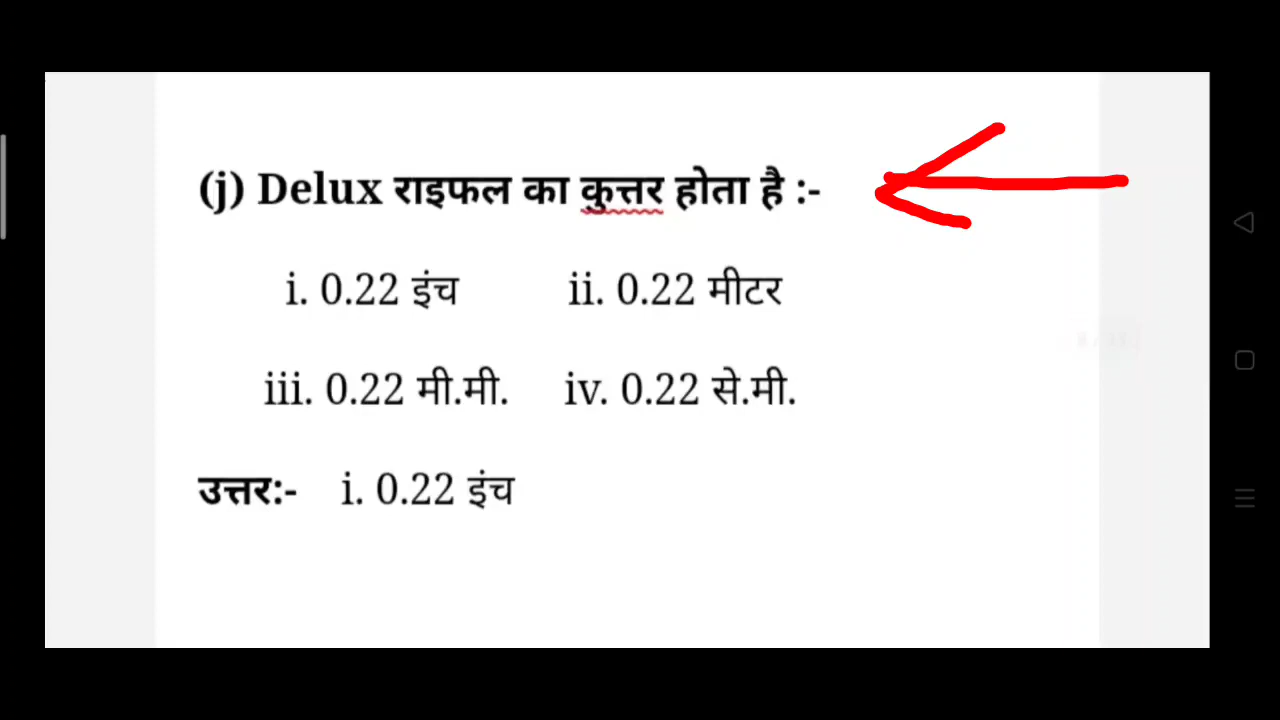 (j) Delux राइफल का कुत्तर होता है :-
i. 0.22 इंच ii. 0.22 मीटर
iii. 0.22 मी.मी. iv. 0.22 से.मी.
उत्तर:- i. 0.22 इंच